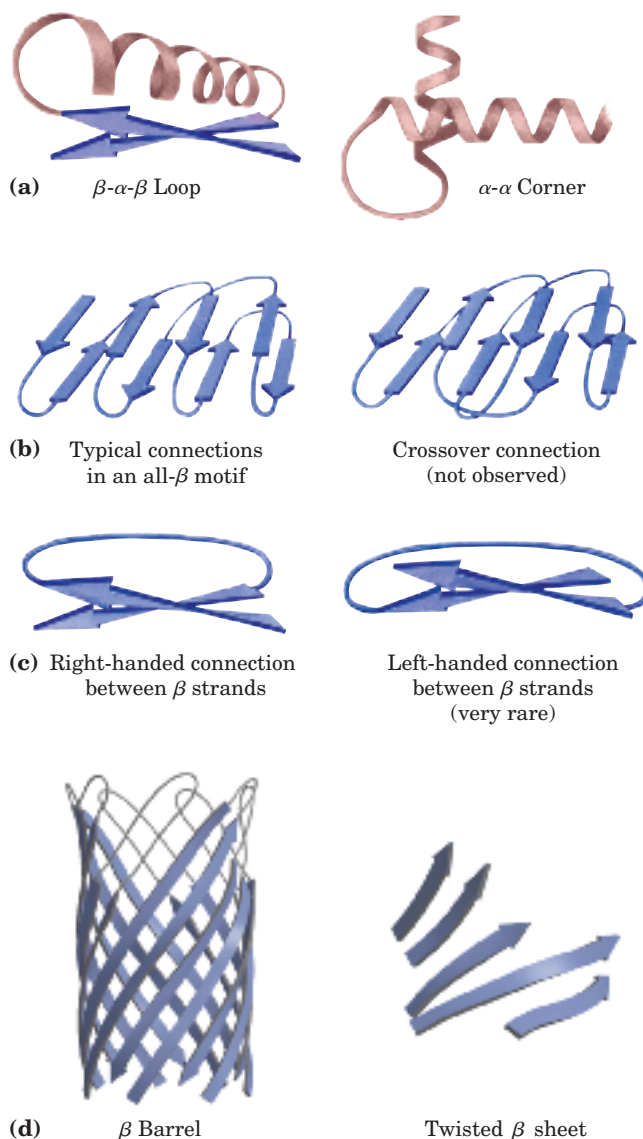 (a) β-α-β Loop
α-α Corner
(b) Typical connections
in an all-β motif
Crossover connection
(not observed)
(c) Right-handed connection
between β strands
Left-handed connection
between β strands
(very rare)
(d) β Barrel
Twisted β sheet